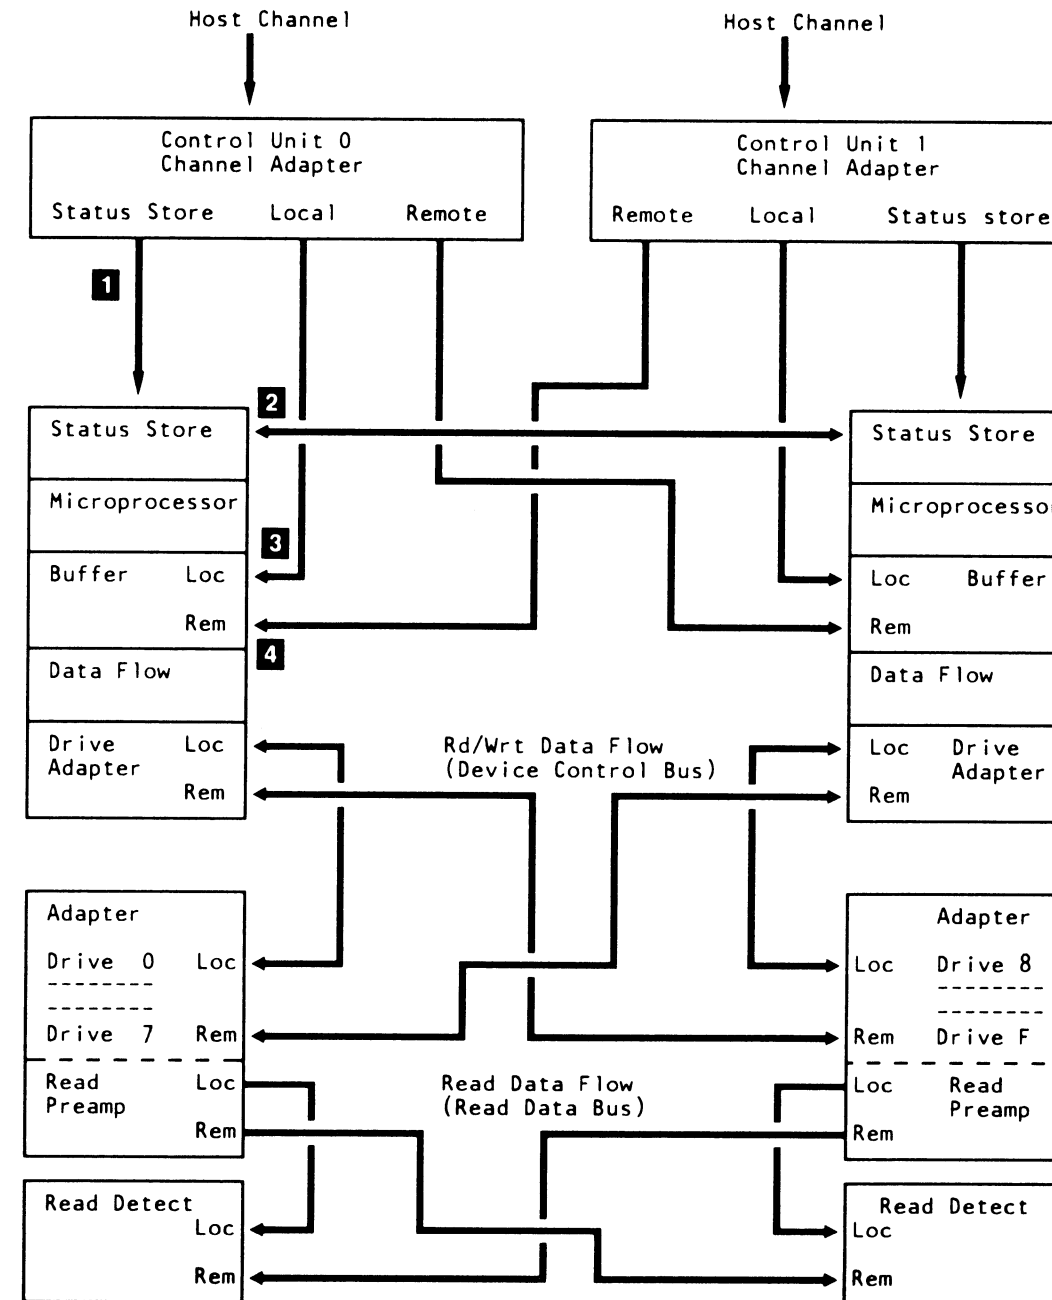 Host Channel
Host Channel
Control Unit 0
Channel Adapter
Status Store Local Remote
Control Unit 1
Channel Adapter
Remote Local Status store
1
2
Status Store
Microprocessor
3
Buffer Loc
Rem
4
Data Flow
Drive Loc
Adapter
Rem
Status Store
Microprocesso
Loc Buffer
Rem
Data Flow
Loc Drive
Adapter
Rem
Rd/Wrt Data Flow
(Device Control Bus)
Adapter
Drive 0 Loc
--------
--------
Drive 7 Rem
Read Loc
Preamp
Rem
Adapter
Loc Drive 8
--------
--------
Rem Drive F
Loc Read
Preamp
Rem
Read Data Flow
(Read Data Bus)
Read Detect
Loc
Rem
Read Detect
Loc
Rem